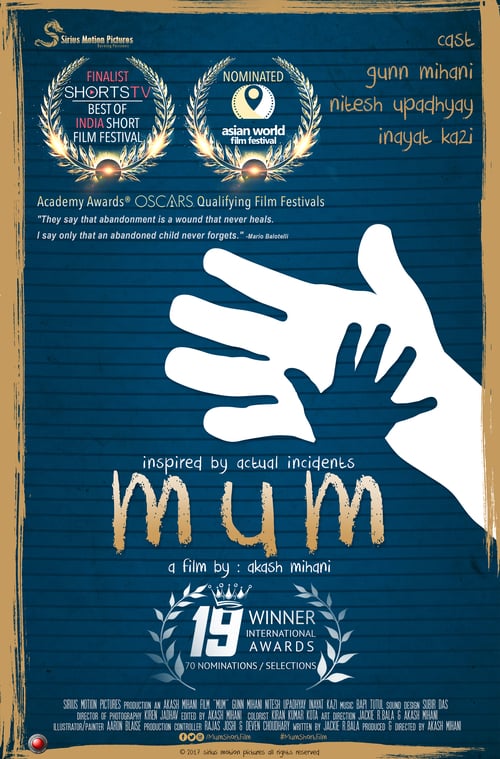 Sirius Motion Pictures
Burning Passionz
cast
gunn mihani
nitesh upadhyay
inayat kazi
FINALIST
SHORTSTV
BEST OF
INDIA SHORT
FILM FESTIVAL
NOMINATED
asian world
film festival
Academy Awards® OSCARS Qualifying Film Festivals
"They say that abandonment is a wound that never heals.
I say only that an abandoned child never forgets." -Mario Balotelli
inspired by actual incidents
mum
a film by : akash mihani
19 WINNER
INTERNATIONAL
AWARDS
70 NOMINATIONS / SELECTIONS
SIRIUS MOTION PICTURES PRODUCTION AN AKASH MIHANI FILM "MUM" GUNN MIHANI NITESH UPADHYAY INAYAT KAZI MUSIC BAPI TUTUL SOUND DESIGN SUBIR DAS
DIRECTOR OF PHOTOGRAPHY KIREN JADHAV EDITED BY AKASH MIHANI COLORIST KIRAN KUMAR KOTA ART DIRECTION JACKIE R.BALA & AKASH MIHANI
ILLUSTRATOR/PAINTER AARON BLAISE PRODUCTION CONTROLLER RAJAS JOSHI & DEVEN CHOUDHARY WRITTEN BY JACKIE R.BALA PRODUCED & DIRECTED BY AKASH MIHANI
/MumShortFilm #MumShortFilm
© 2017 sirius motion pictures all rights reserved